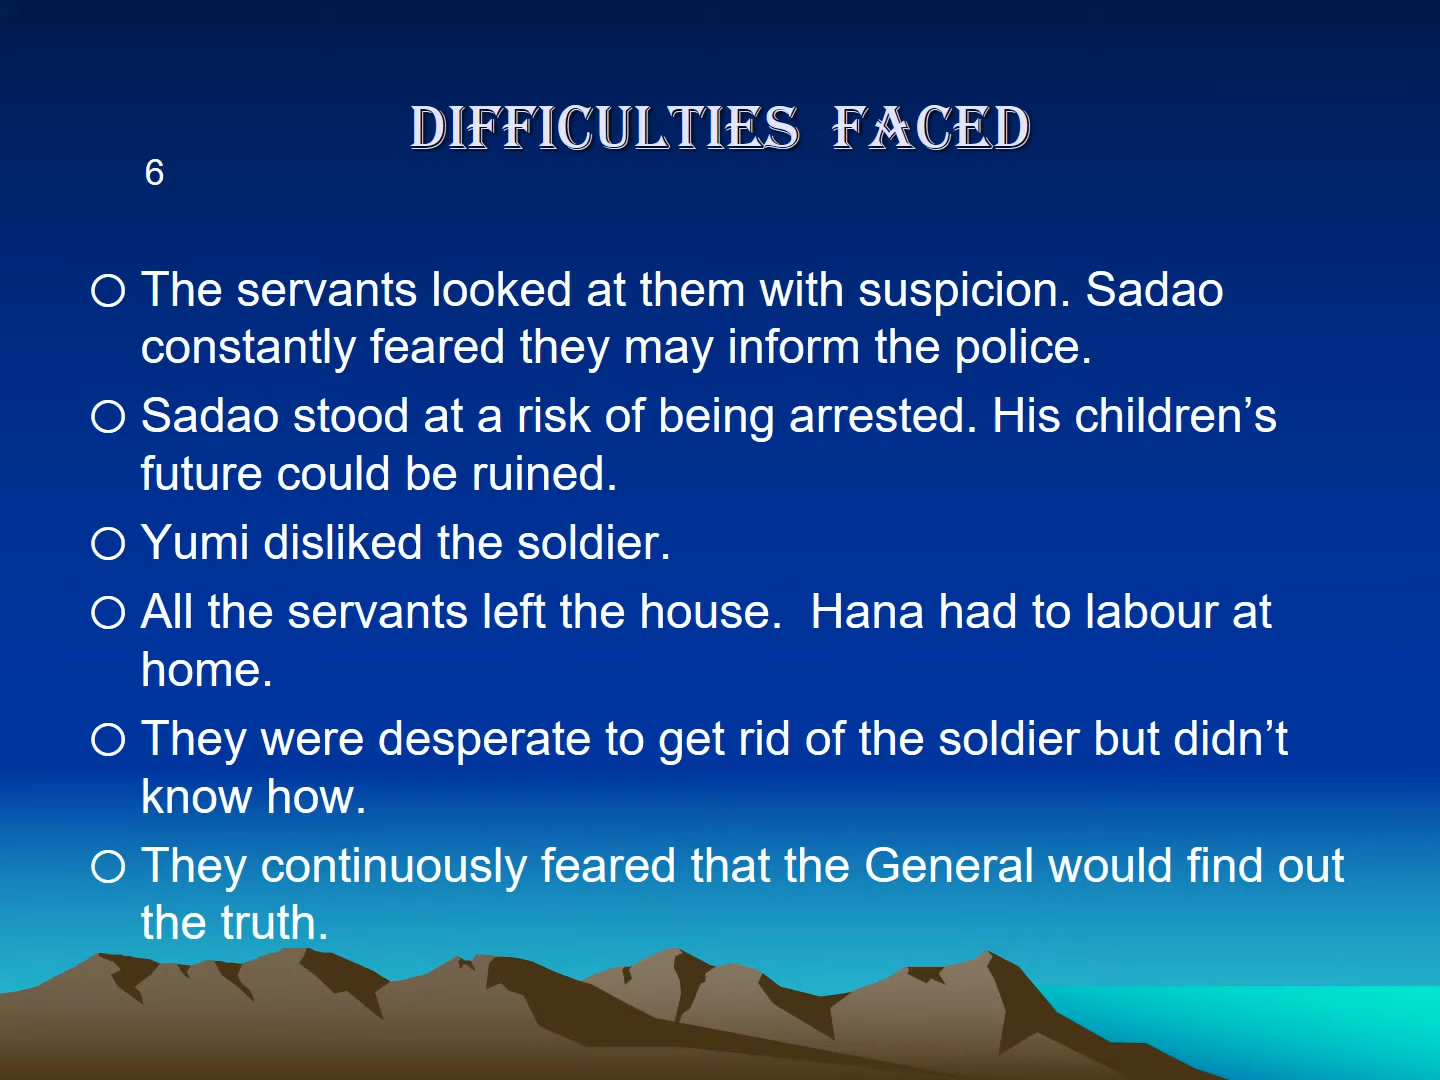 DIFFICULTIES FACED
6
The servants looked at them with suspicion. Sadao
constantly feared they may inform the police.
Sadao stood at a risk of being arrested. His children’s
future could be ruined.
Yumi disliked the soldier.
All the servants left the house.  Hana had to labour at
home.
They were desperate to get rid of the soldier but didn’t
know how.
They continuously feared that the General would find out
the truth.